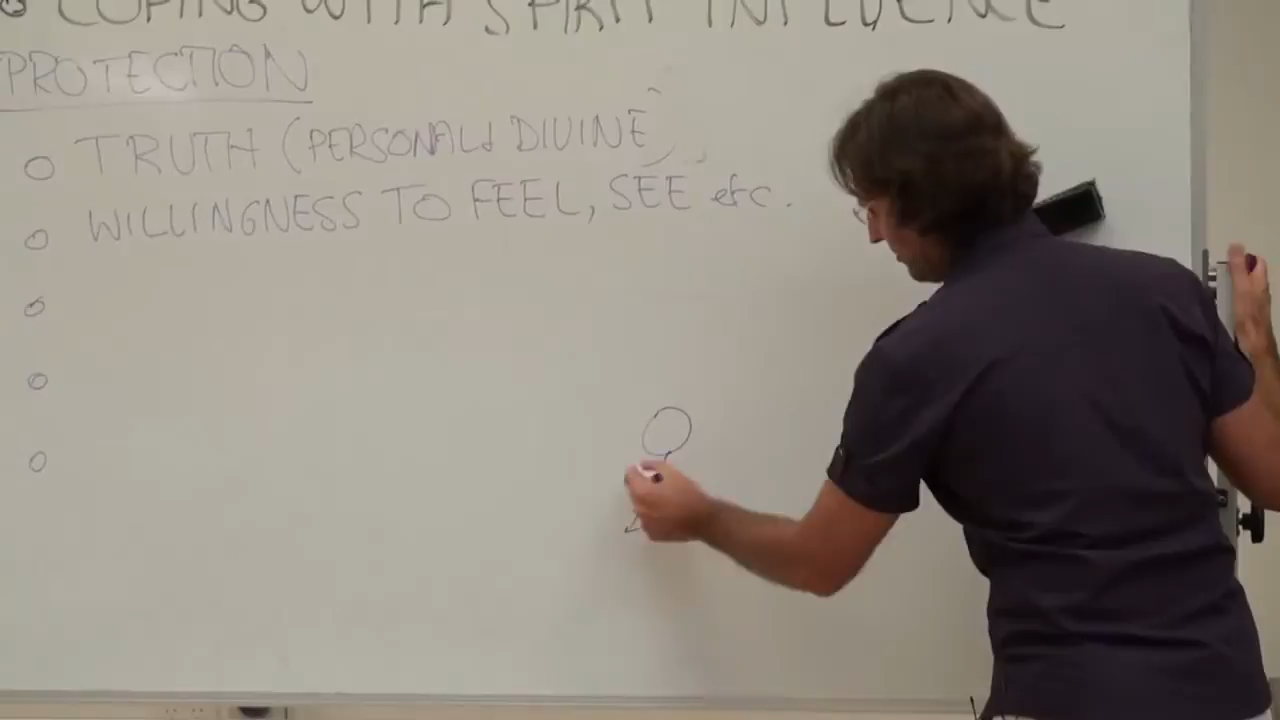 COPING WITH SPIRIT INFLUENCE
PROTECTION
TRUTH (PERSONAL & DIVINE)
WILLINGNESS TO FEEL, SEE etc.